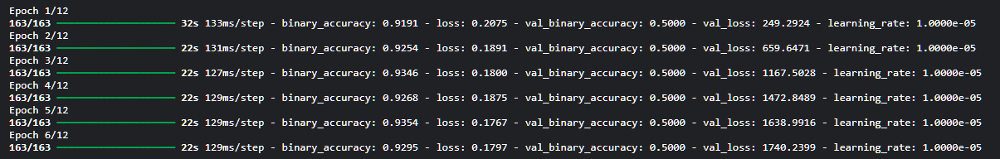 Epoch 1/12
163/163 ━━━━━━━━━━━━━━━━━━━━ 32s 133ms/step - binary_accuracy: 0.9191 - loss: 0.2075 - val_binary_accuracy: 0.5000 - val_loss: 249.2924 - learning_rate: 1.0000e-05
Epoch 2/12
163/163 ━━━━━━━━━━━━━━━━━━━━ 22s 131ms/step - binary_accuracy: 0.9254 - loss: 0.1891 - val_binary_accuracy: 0.5000 - val_loss: 659.6471 - learning_rate: 1.0000e-05
Epoch 3/12
163/163 ━━━━━━━━━━━━━━━━━━━━ 22s 127ms/step - binary_accuracy: 0.9346 - loss: 0.1800 - val_binary_accuracy: 0.5000 - val_loss: 1167.5028 - learning_rate: 1.0000e-05
Epoch 4/12
163/163 ━━━━━━━━━━━━━━━━━━━━ 22s 129ms/step - binary_accuracy: 0.9268 - loss: 0.1875 - val_binary_accuracy: 0.5000 - val_loss: 1472.8489 - learning_rate: 1.0000e-05
Epoch 5/12
163/163 ━━━━━━━━━━━━━━━━━━━━ 22s 129ms/step - binary_accuracy: 0.9354 - loss: 0.1767 - val_binary_accuracy: 0.5000 - val_loss: 1638.9916 - learning_rate: 1.0000e-05
Epoch 6/12
163/163 ━━━━━━━━━━━━━━━━━━━━ 22s 129ms/step - binary_accuracy: 0.9295 - loss: 0.1797 - val_binary_accuracy: 0.5000 - val_loss: 1740.2399 - learning_rate: 1.0000e-05